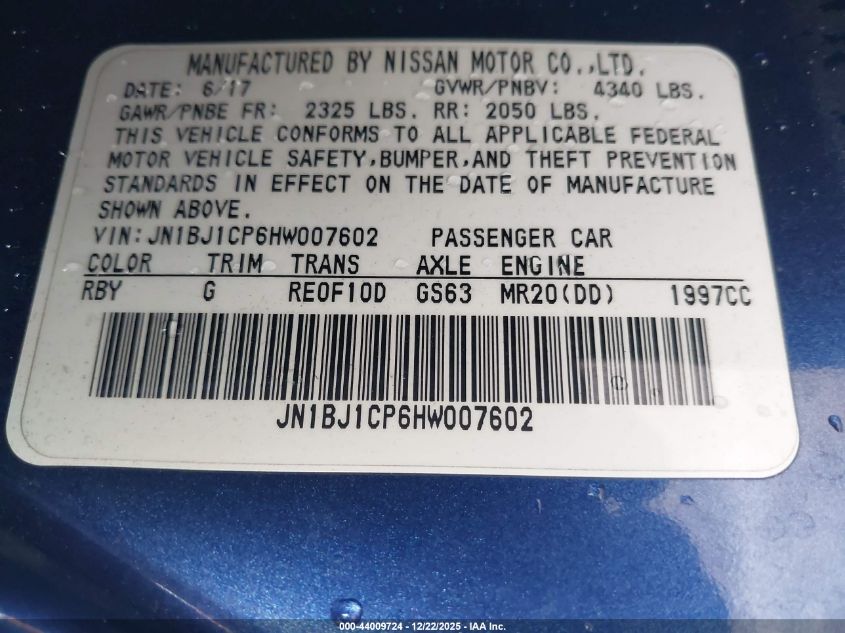 MANUFACTURED BY NISSAN MOTOR CO.,LTD.
DATE: 6/17 GVWR/PNBV: 4340 LBS.
GAWR/PNBE FR: 2325 LBS. RR: 2050 LBS.
THIS VEHICLE CONFORMS TO ALL APPLICABLE FEDERAL
MOTOR VEHICLE SAFETY,BUMPER,AND THEFT PREVENTION
STANDARDS IN EFFECT ON THE DATE OF MANUFACTURE
SHOWN ABOVE.
VIN:JN1BJ1CP6HW007602 PASSENGER CAR
COLOR TRIM TRANS AXLE ENGINE
RBY G RE0F10D GS63 MR20(DD) 1997CC
JN1BJ1CP6HW007602
000-44009724 - 12/22/2025 - IAA Inc.